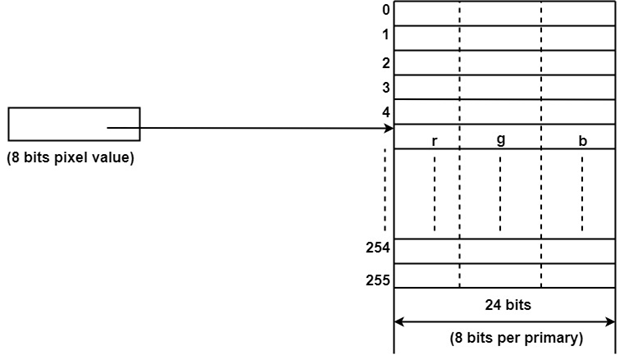 0
1
2
3
4
r g b
(8 bits pixel value)
254
255
24 bits
(8 bits per primary)